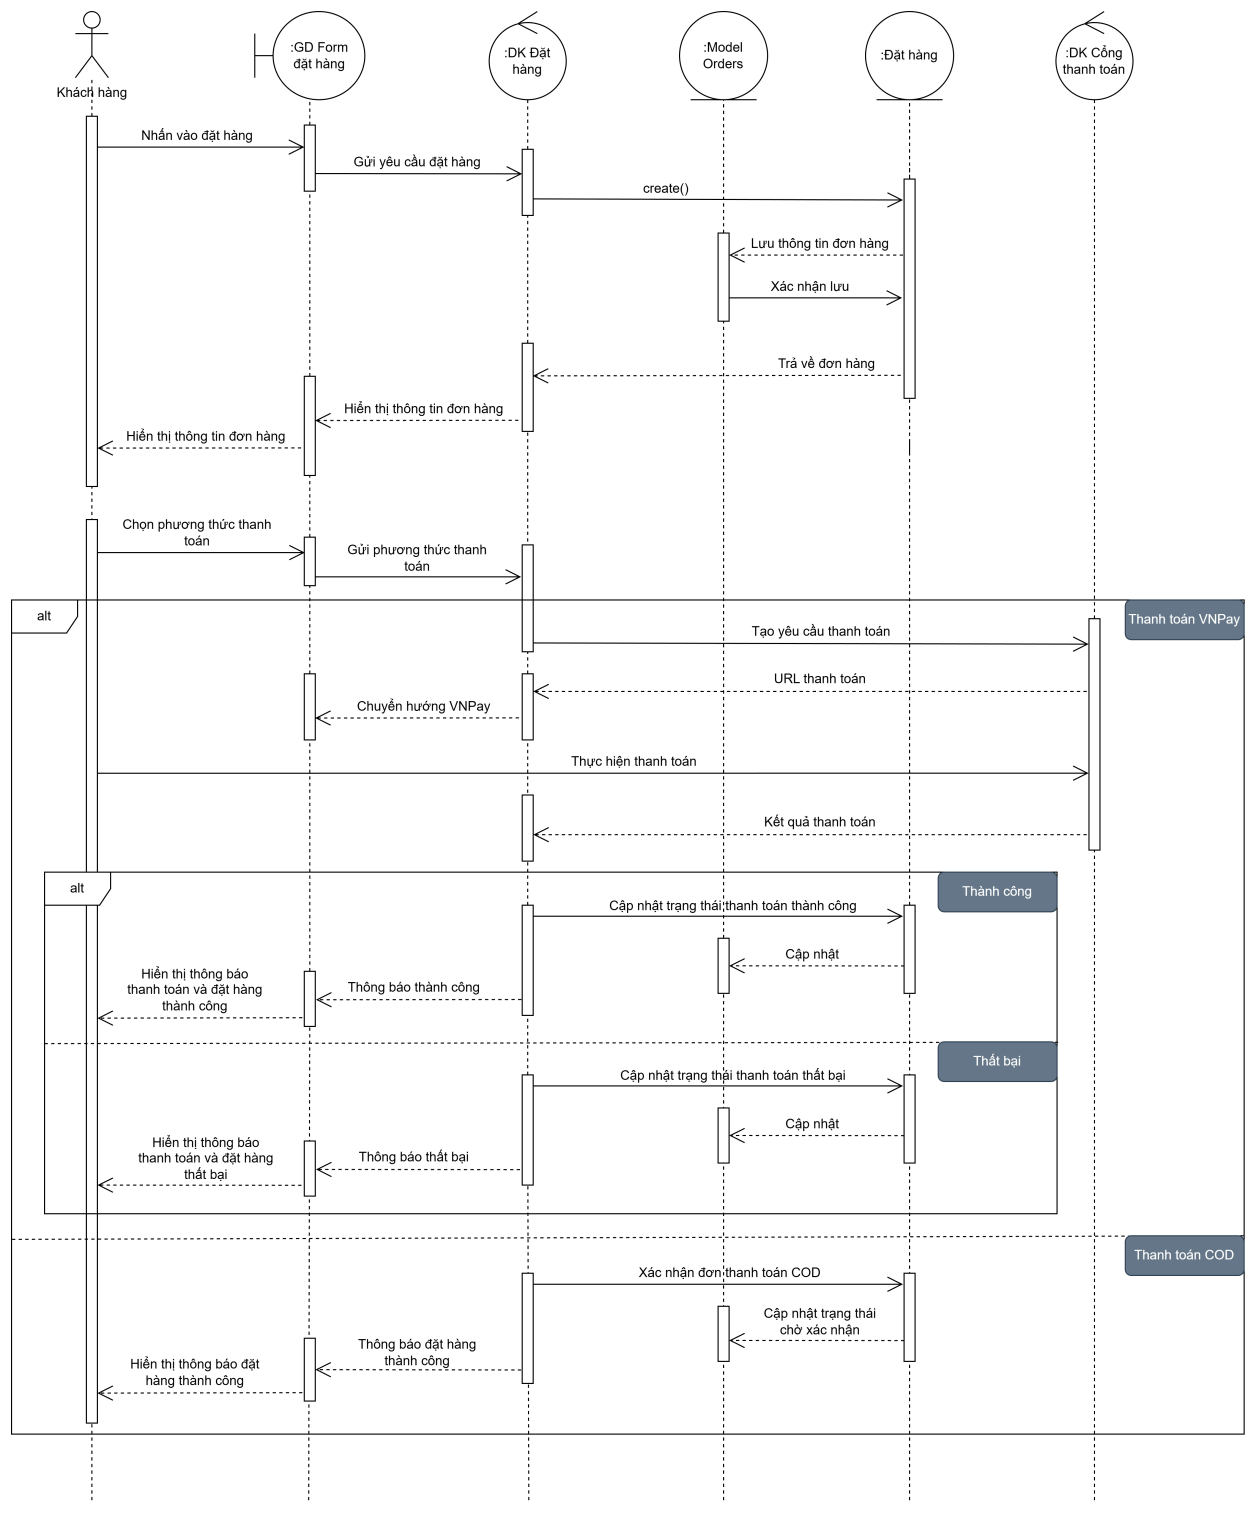 :GD Form
đặt hàng
:DK Đặt
hàng
:Model
Orders
:Đặt hàng
:DK Cổng
thanh toán
Khách hàng
Nhấn vào đặt hàng
Gửi yêu cầu đặt hàng
create()
Lưu thông tin đơn hàng
Xác nhận lưu
Trả về đơn hàng
Hiển thị thông tin đơn hàng
Hiển thị thông tin đơn hàng
Chọn phương thức thanh
toán
Gửi phương thức thanh
toán
alt
Thanh toán VNPay
Tạo yêu cầu thanh toán
URL thanh toán
Chuyển hướng VNPay
Thực hiện thanh toán
Kết quả thanh toán
alt
Thành công
Cập nhật trạng thái thanh toán thành công
Cập nhật
Hiển thị thông báo
thanh toán và đặt hàng
thành công
Thông báo thành công
Thất bại
Cập nhật trạng thái thanh toán thất bại
Cập nhật
Hiển thị thông báo
thanh toán và đặt hàng
thất bại
Thông báo thất bại
Thanh toán COD
Xác nhận đơn thanh toán COD
Cập nhật trạng thái
chờ xác nhận
Thông báo đặt hàng
thành công
Hiển thị thông báo đặt
hàng thành công